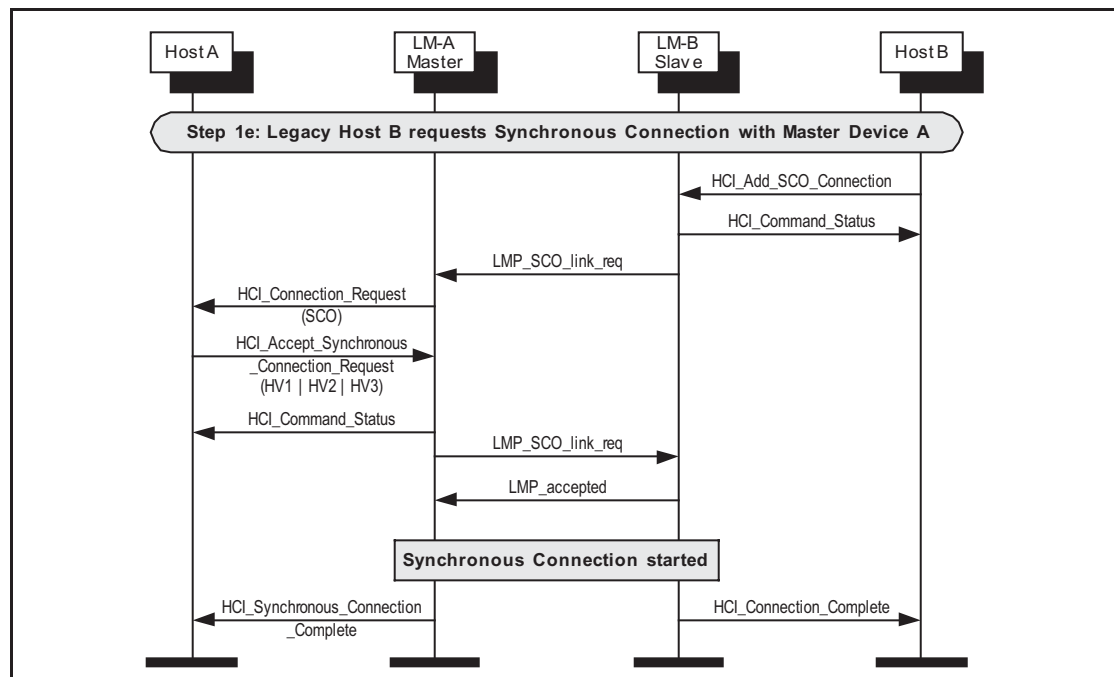 Host A
LM-A
Master
LM-B
Slave
Host B
Step 1e: Legacy Host B requests Synchronous Connection with Master Device A
HCI_Add_SCO_Connection
HCI_Command_Status
LMP_SCO_link_req
HCI_Connection_Request
(SCO)
HCI_Accept_Synchronous
_Connection_Request
(HV1 | HV2 | HV3)
HCI_Command_Status
LMP_SCO_link_req
LMP_accepted
Synchronous Connection started
HCI_Synchronous_Connection
_Complete
HCI_Connection_Complete